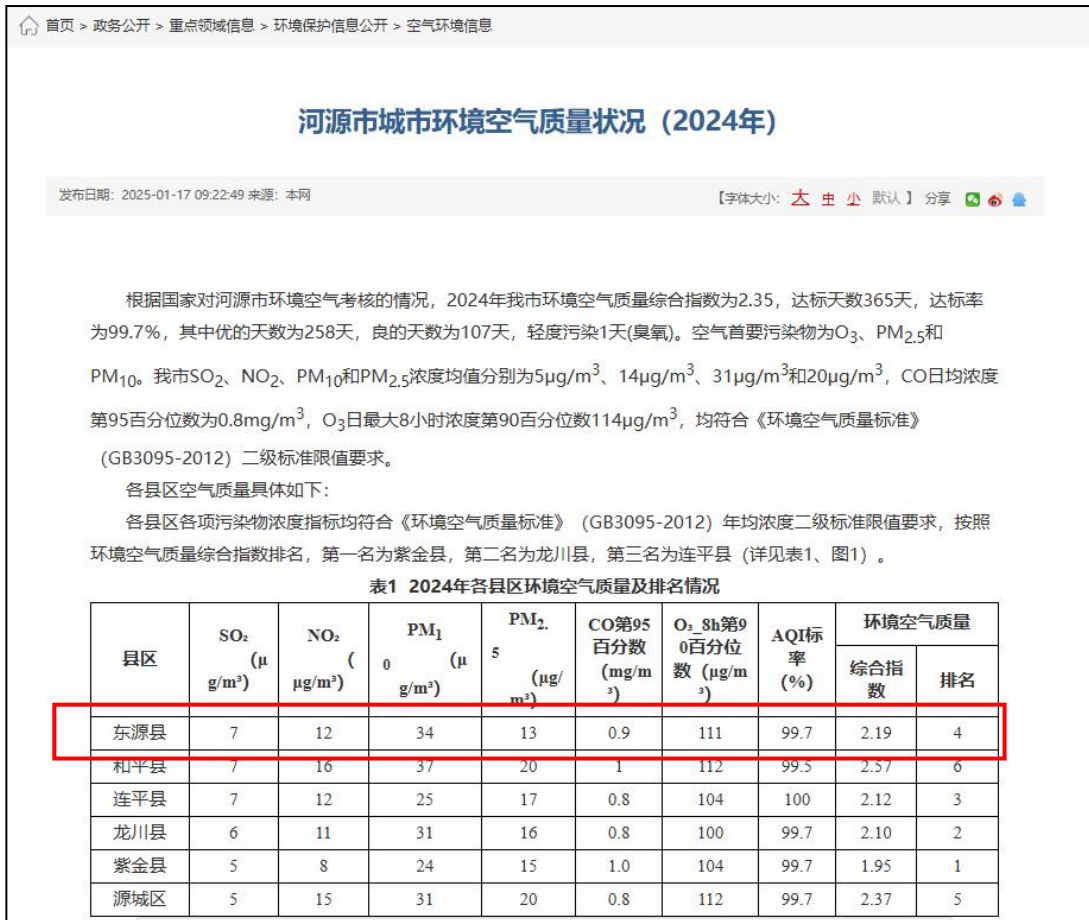 首页 > 政务公开 > 重点领域信息 > 环境保护信息公开 > 空气环境信息
河源市城市环境空气质量状况（2024年）
发布日期：2025-01-17 09:22:49 来源：本网 【字体大小：大 中 小 默认 】 分享
根据国家对河源市环境空气考核的情况，2024年我市环境空气质量综合指数为2.35，达标天数365天，达标率
为99.7%，其中优的天数为258天，良的天数为107天，轻度污染1天(臭氧)。空气首要污染物为O₃、PM₂.₅和
PM₁₀。我市SO₂、NO₂、PM₁₀和PM₂.₅浓度均值分别为5μg/m³、14μg/m³、31μg/m³和20μg/m³，CO日均浓度
第95百分位数为0.8mg/m³，O₃日最大8小时浓度第90百分位数114μg/m³，均符合《环境空气质量标准》
（GB3095-2012）二级标准限值要求。
各县区空气质量具体如下：
各县区各项污染物浓度指标均符合《环境空气质量标准》（GB3095-2012）年均浓度二级标准限值要求，按照
环境空气质量综合指数排名，第一名为紫金县，第二名为龙川县，第三名为连平县（详见表1、图1）。
表1 2024年各县区环境空气质量及排名情况
县区 SO₂（μg/m³） NO₂（μg/m³） PM₁₀（μg/m³） PM₂.₅（μg/m³） CO第95百分数（mg/m³） O₃_8h第90百分位数（μg/m³） AQI标率(%) 环境空气质量 综合指数 排名
东源县 7 12 34 13 0.9 111 99.7 2.19 4
和平县 7 16 37 20 1 112 99.5 2.57 6
连平县 7 12 25 17 0.8 104 100 2.12 3
龙川县 6 11 31 16 0.8 100 99.7 2.10 2
紫金县 5 8 24 15 1.0 104 99.7 1.95 1
源城区 5 15 31 20 0.8 112 99.7 2.37 5